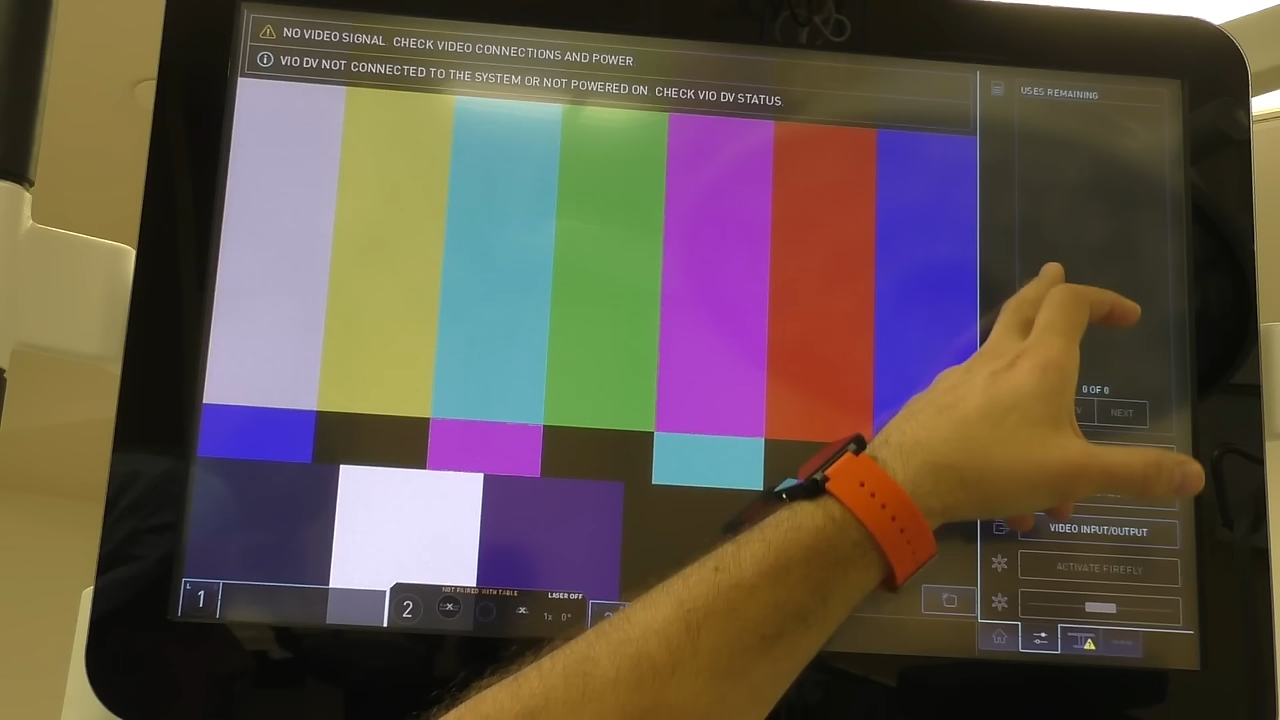 NO VIDEO SIGNAL. CHECK VIDEO CONNECTIONS AND POWER.
VIO DV NOT CONNECTED TO THE SYSTEM OR NOT POWERED ON. CHECK VIO DV STATUS.
USES REMAINING
0 OF 0
NEXT
VIDEO INPUT/OUTPUT
ACTIVATE FIREFLY
L
1
2
NOT PAIRED WITH TABLE
LASER OFF
1x 0°